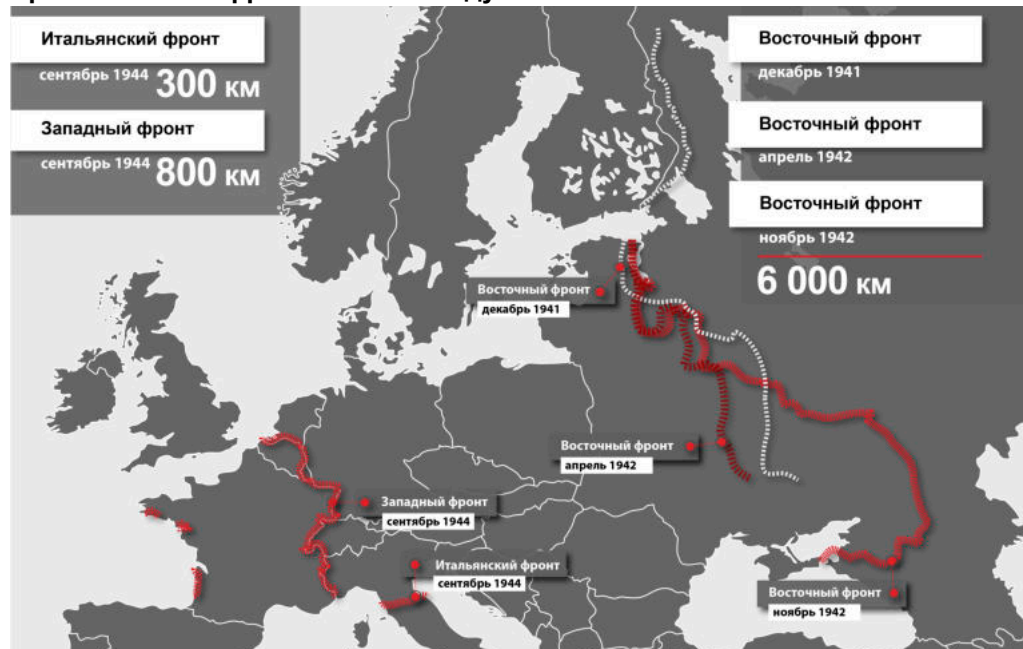 Итальянский фронт
сентябрь 1944 300 км
Западный фронт
сентябрь 1944 800 км
Восточный фронт
декабрь 1941
Восточный фронт
апрель 1942
Восточный фронт
ноябрь 1942
6 000 км
Восточный фронт
декабрь 1941
Восточный фронт
апрель 1942
Западный фронт
сентябрь 1944
Итальянский фронт
сентябрь 1944
Восточный фронт
ноябрь 1942